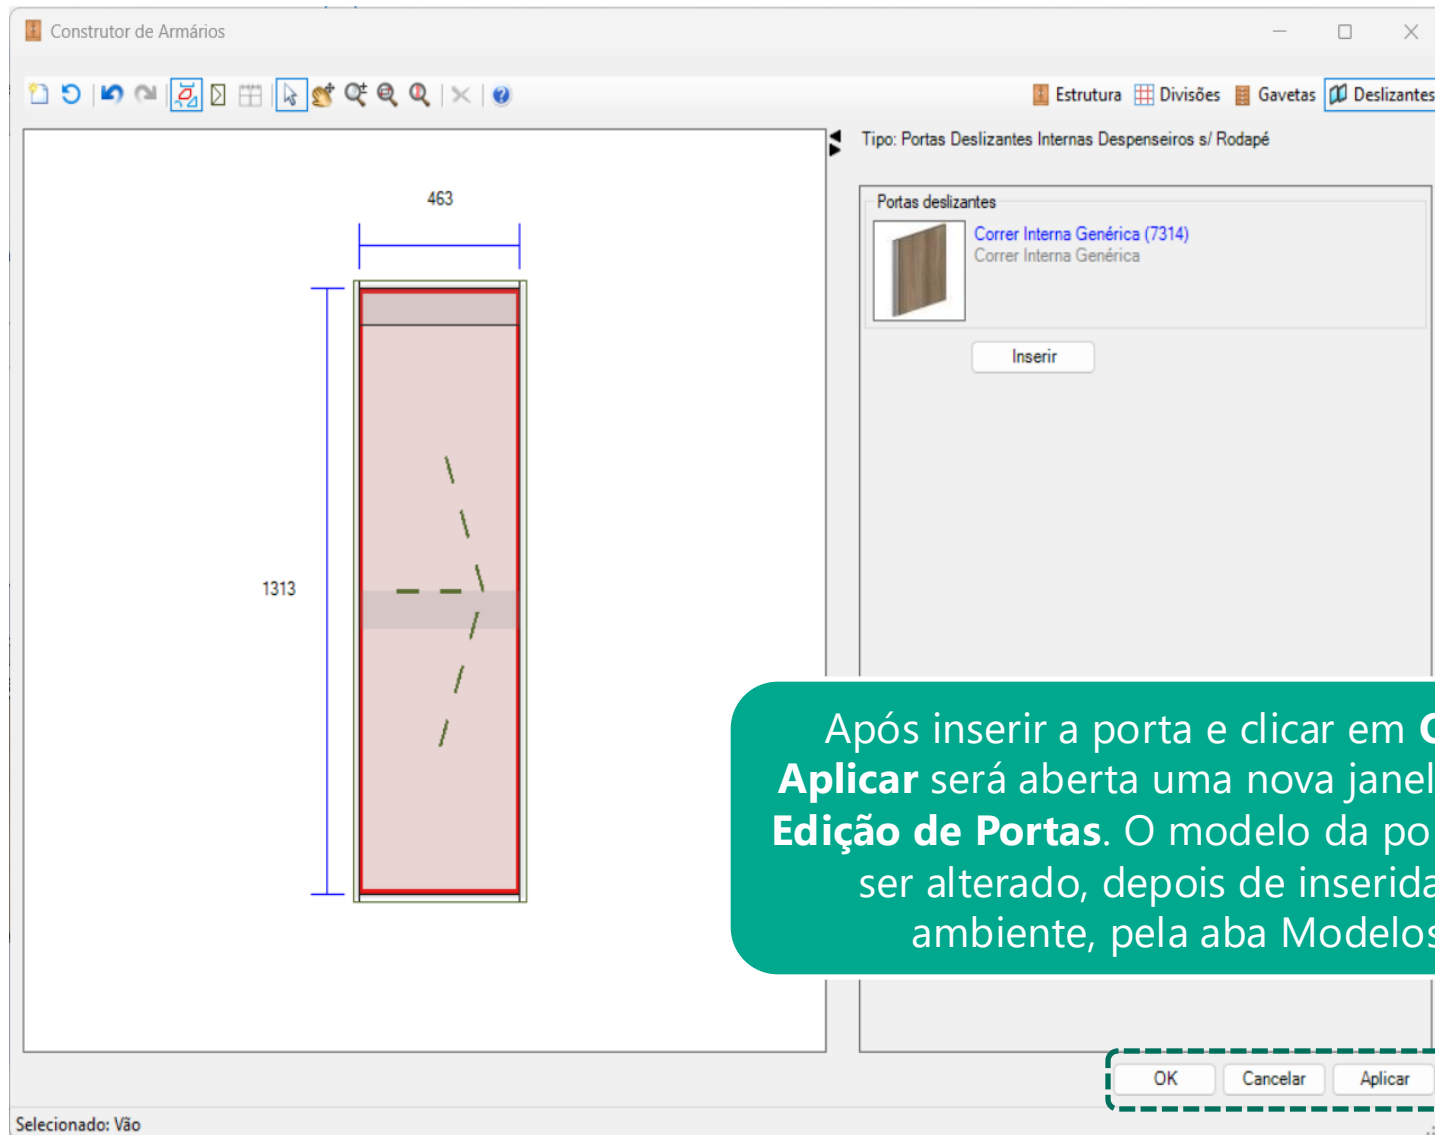 Construtor de Armários
Estrutura Divisões Gavetas Deslizantes
Tipo: Portas Deslizantes Internas Despenseiros s/ Rodapé
463
Portas deslizantes
Correr Interna Genérica (7314)
Correr Interna Genérica
Inserir
1313
Após inserir a porta e clicar em
Aplicar será aberta uma nova
Edição de Portas. O modelo da
ser alterado, depois de inserida
ambiente, pela aba Modelos
OK Cancelar Aplicar
Selecionado: Vão